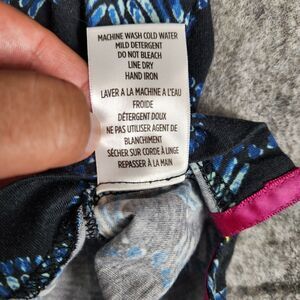 MACHINE WASH COLD WATER
MILD DETERGENT
DO NOT BLEACH
LINE DRY
HAND IRON
LAVER A LA MACHINE A L'EAU
FROIDE
DÉTERGENT DOUX
NE PAS UTILISER AGENT DE
BLANCHIMENT
SÉCHER SUR CORDE À LINGE
REPASSER À LA MAIN